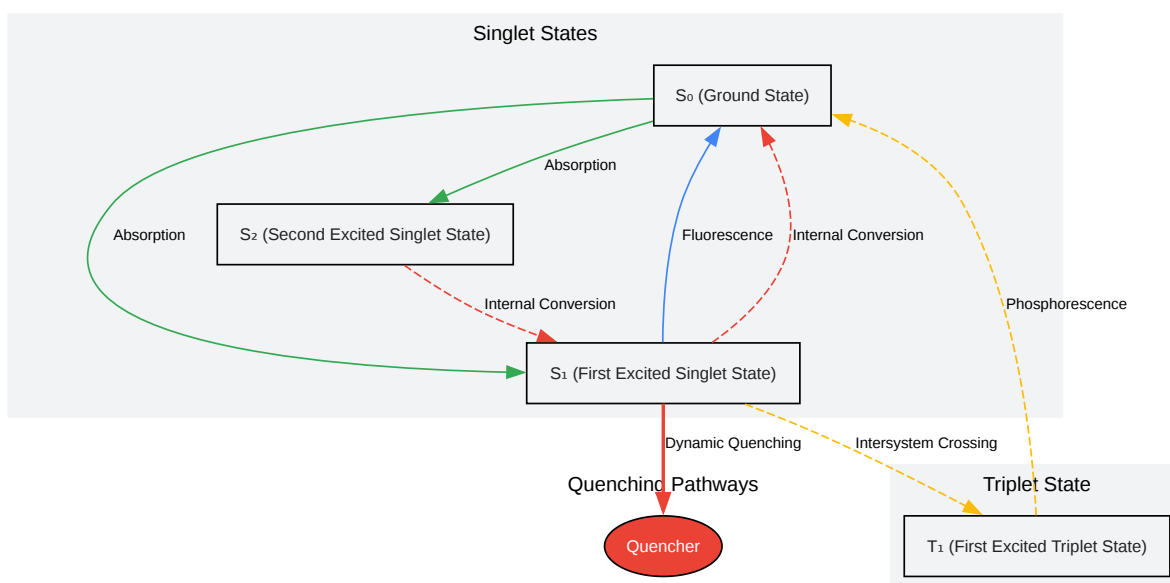 Singlet States
S₀ (Ground State)
Absorption
S₂ (Second Excited Singlet State)
Absorption
Fluorescence
Internal Conversion
Internal Conversion
Phosphorescence
S₁ (First Excited Singlet State)
Dynamic Quenching
Intersystem Crossing
Quenching Pathways
Triplet State
Quencher
T₁ (First Excited Triplet State)